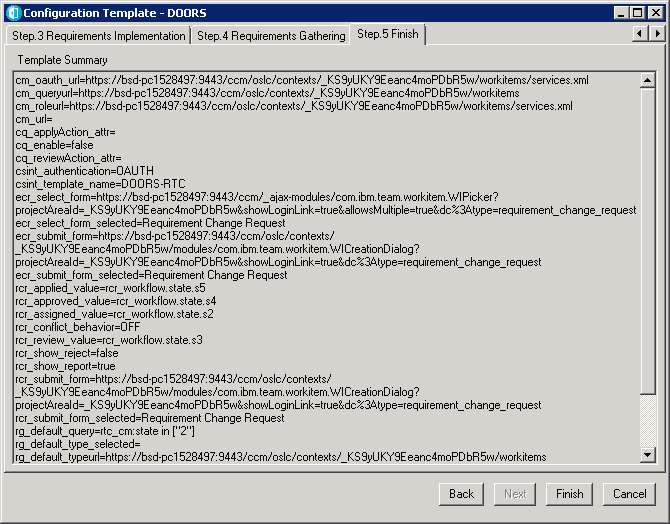 Configuration Template - DOORS
Step.3 Requirements Implementation
Step.4 Requirements Gathering
Step.5 Finish
Template Summary
cm_oauth_url=https://bsd-pc1528497:9443/ccm/oslc/contexts/_KS9yUKY9Eeanc4moPDbR5w/workitems/services.xml
cm_queryurl=https://bsd-pc1528497:9443/ccm/oslc/contexts/_KS9yUKY9Eeanc4moPDbR5w/workitems
cm_roleurl=https://bsd-pc1528497:9443/ccm/oslc/contexts/_KS9yUKY9Eeanc4moPDbR5w/workitems/services.xml
cm_url=
cq_applyAction_attr=
cq_enable=false
cq_reviewAction_attr=
csint_authentication=OAUTH
csint_template_name=DOORS-RTC
ecr_select_form=https://bsd-pc1528497:9443/ccm/_ajax-modules/com.ibm.team.workitem.WIPicker?
projectAreaId=_KS9yUKY9Eeanc4moPDbR5w&showLoginLink=true&allowsMultiple=true&dc%3Atype=requirement_change_request
ecr_select_form_selected=Requirement Change Request
ecr_submit_form=https://bsd-pc1528497:9443/ccm/oslc/contexts/
_KS9yUKY9Eeanc4moPDbR5w/modules/com.ibm.team.workitem.WICreationDialog?
projectAreaId=_KS9yUKY9Eeanc4moPDbR5w&showLoginLink=true&dc%3Atype=requirement_change_request
ecr_submit_form_selected=Requirement Change Request
rcr_applied_value=rcr_workflow.state.s5
rcr_approved_value=rcr_workflow.state.s4
rcr_assigned_value=rcr_workflow.state.s2
rcr_conflict_behavior=OFF
rcr_review_value=rcr_workflow.state.s3
rcr_show_reject=false
rcr_show_report=true
rcr_submit_form=https://bsd-pc1528497:9443/ccm/oslc/contexts/
_KS9yUKY9Eeanc4moPDbR5w/modules/com.ibm.team.workitem.WICreationDialog?
projectAreaId=_KS9yUKY9Eeanc4moPDbR5w&showLoginLink=true&dc%3Atype=requirement_change_request
rcr_submit_form_selected=Requirement Change Request
rg_default_query=rtc_cm:state in ["2"]
rg_default_type_selected=
rg_default_typeurl=https://bsd-pc1528497:9443/ccm/oslc/contexts/_KS9yUKY9Eeanc4moPDbR5w/workitems
Back
Next
Finish
Cancel